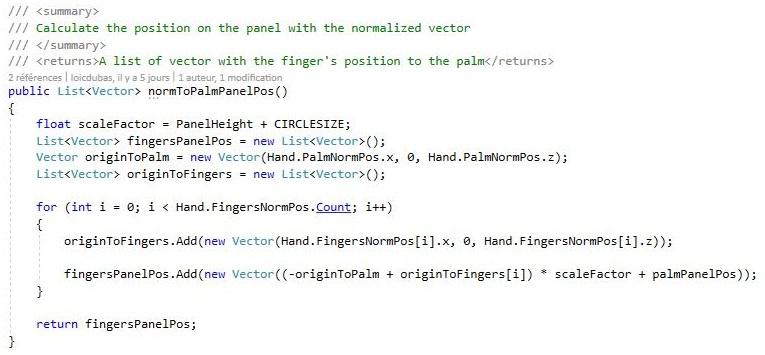 /// <summary>
/// Calculate the position on the panel with the normalized vector
/// </summary>
/// <returns>A list of vector with the finger's position to the palm</returns>
2 références | loicdubas, il y a 5 jours | 1 auteur, 1 modification
public List<Vector> normToPalmPanelPos()
{
    float scaleFactor = PanelHeight + CIRCLESIZE;
    List<Vector> fingersPanelPos = new List<Vector>();
    Vector originToPalm = new Vector(Hand.PalmNormPos.x, 0, Hand.PalmNormPos.z);
    List<Vector> originToFingers = new List<Vector>();

    for (int i = 0; i < Hand.FingersNormPos.Count; i++)
    {
        originToFingers.Add(new Vector(Hand.FingersNormPos[i].x, 0, Hand.FingersNormPos[i].z));

        fingersPanelPos.Add(new Vector((-originToPalm + originToFingers[i]) * scaleFactor + palmPanelPos));
    }

    return fingersPanelPos;
}